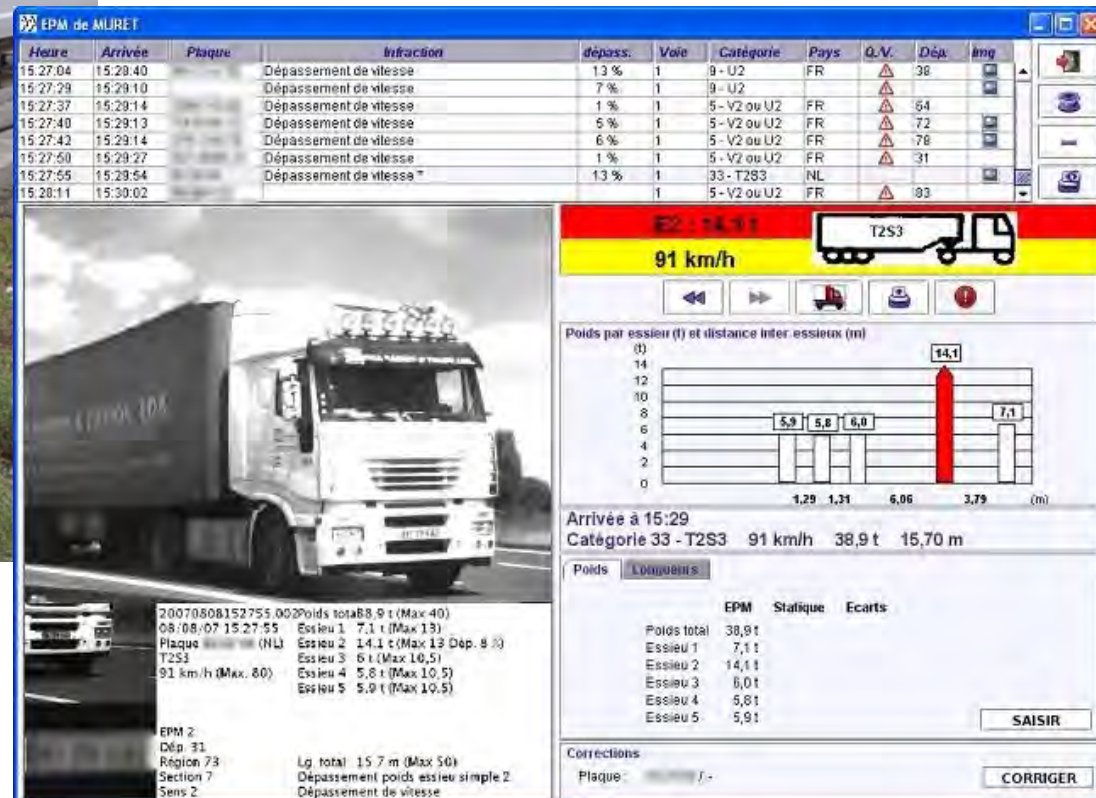 EPM de MURET
Heure Arrivée Plaque Infraction dépass. Voie Catégorie Pays Q.V. Dép. Img
15:27:04 15:28:40 Dépassement de vitesse 13 % 1 9 - U2 FR 38
15:27:29 15:29:10 Dépassement de vitesse 7 % 1 9 - U2
15:27:37 15:29:14 Dépassement de vitesse 1 % 1 5 - V2 ou U2 FR 64
15:27:40 15:29:13 Dépassement de vitesse 5 % 1 5 - V2 ou U2 FR 72
15:27:42 15:29:14 Dépassement de vitesse 6 % 1 5 - V2 ou U2 FR 78
15:27:50 15:29:27 Dépassement de vitesse 1 % 1 5 - V2 ou U2 FR 31
15:27:55 15:29:54 Dépassement de vitesse * 13 % 1 33 - T2S3 NL
15:28:11 15:30:02 1 5 - V2 ou U2 FR 83
E2 : 14,1 t
T2S3
91 km/h
Poids par essieu (t) et distance inter essieux (m)
(t)
14
12
10
8
6
4
2
0
14,1
5,9 5,8 6,0 7,1
1,29 1,31 6,06 3,79 (m)
Arrivée à 15:29
Catégorie 33 - T2S3 91 km/h 38,9 t 15,70 m
Poids Longueurs
EPM Statique Ecarts
Poids total 38,9 t
Essieu 1 7,1 t
Essieu 2 14,1 t
Essieu 3 6,0 t
Essieu 4 5,8 t
Essieu 5 5,9 t
SAISIR
Corrections
Plaque : / -
CORRIGER
20070808152755.002 Poids total 38,9 t (Max 40)
08/08/07 15:27:55 Essieu 1 7,1 t (Max 13)
Plaque (NL) Essieu 2 14,1 t (Max 13 Dép. 8 %)
T2S3 Essieu 3 6 t (Max 10,5)
91 km/h (Max. 80) Essieu 4 5,8 t (Max 10,5)
Essieu 5 5,9 t (Max 10,5)
EPM 2
Dép. 31
Région 73 Lg. total 15,7 m (Max 50)
Section 7 Dépassement poids essieu simple 2
Sens 2 Dépassement de vitesse